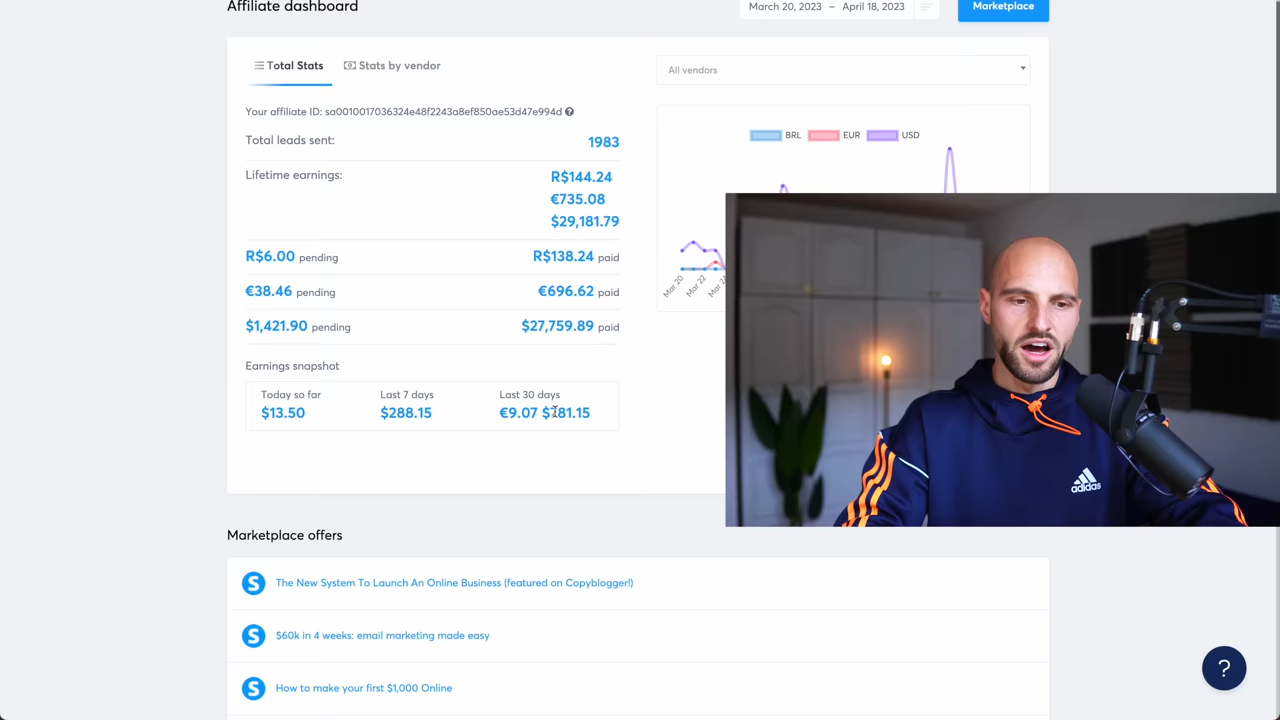 Affiliate dashboard
March 20, 2023 – April 18, 2023
Marketplace
Total Stats
Stats by vendor
All vendors
Your affiliate ID: sa0010017036324e48f2243a8ef850ae53d47e994d
Total leads sent: 1983
BRL EUR USD
Lifetime earnings: R$144.24
€735.08
$29,181.79
R$6.00 pending R$138.24 paid
€38.46 pending €696.62 paid
$1,421.90 pending $27,759.89 paid
Mar 20 Mar 22
Earnings snapshot
Today so far Last 7 days Last 30 days
$13.50 $288.15 €9.07
adidas
Marketplace offers
S The New System To Launch An Online Business (featured on Copyblogger!)
S $60k in 4 weeks: email marketing made easy
S How to make your first $1,000 Online
?